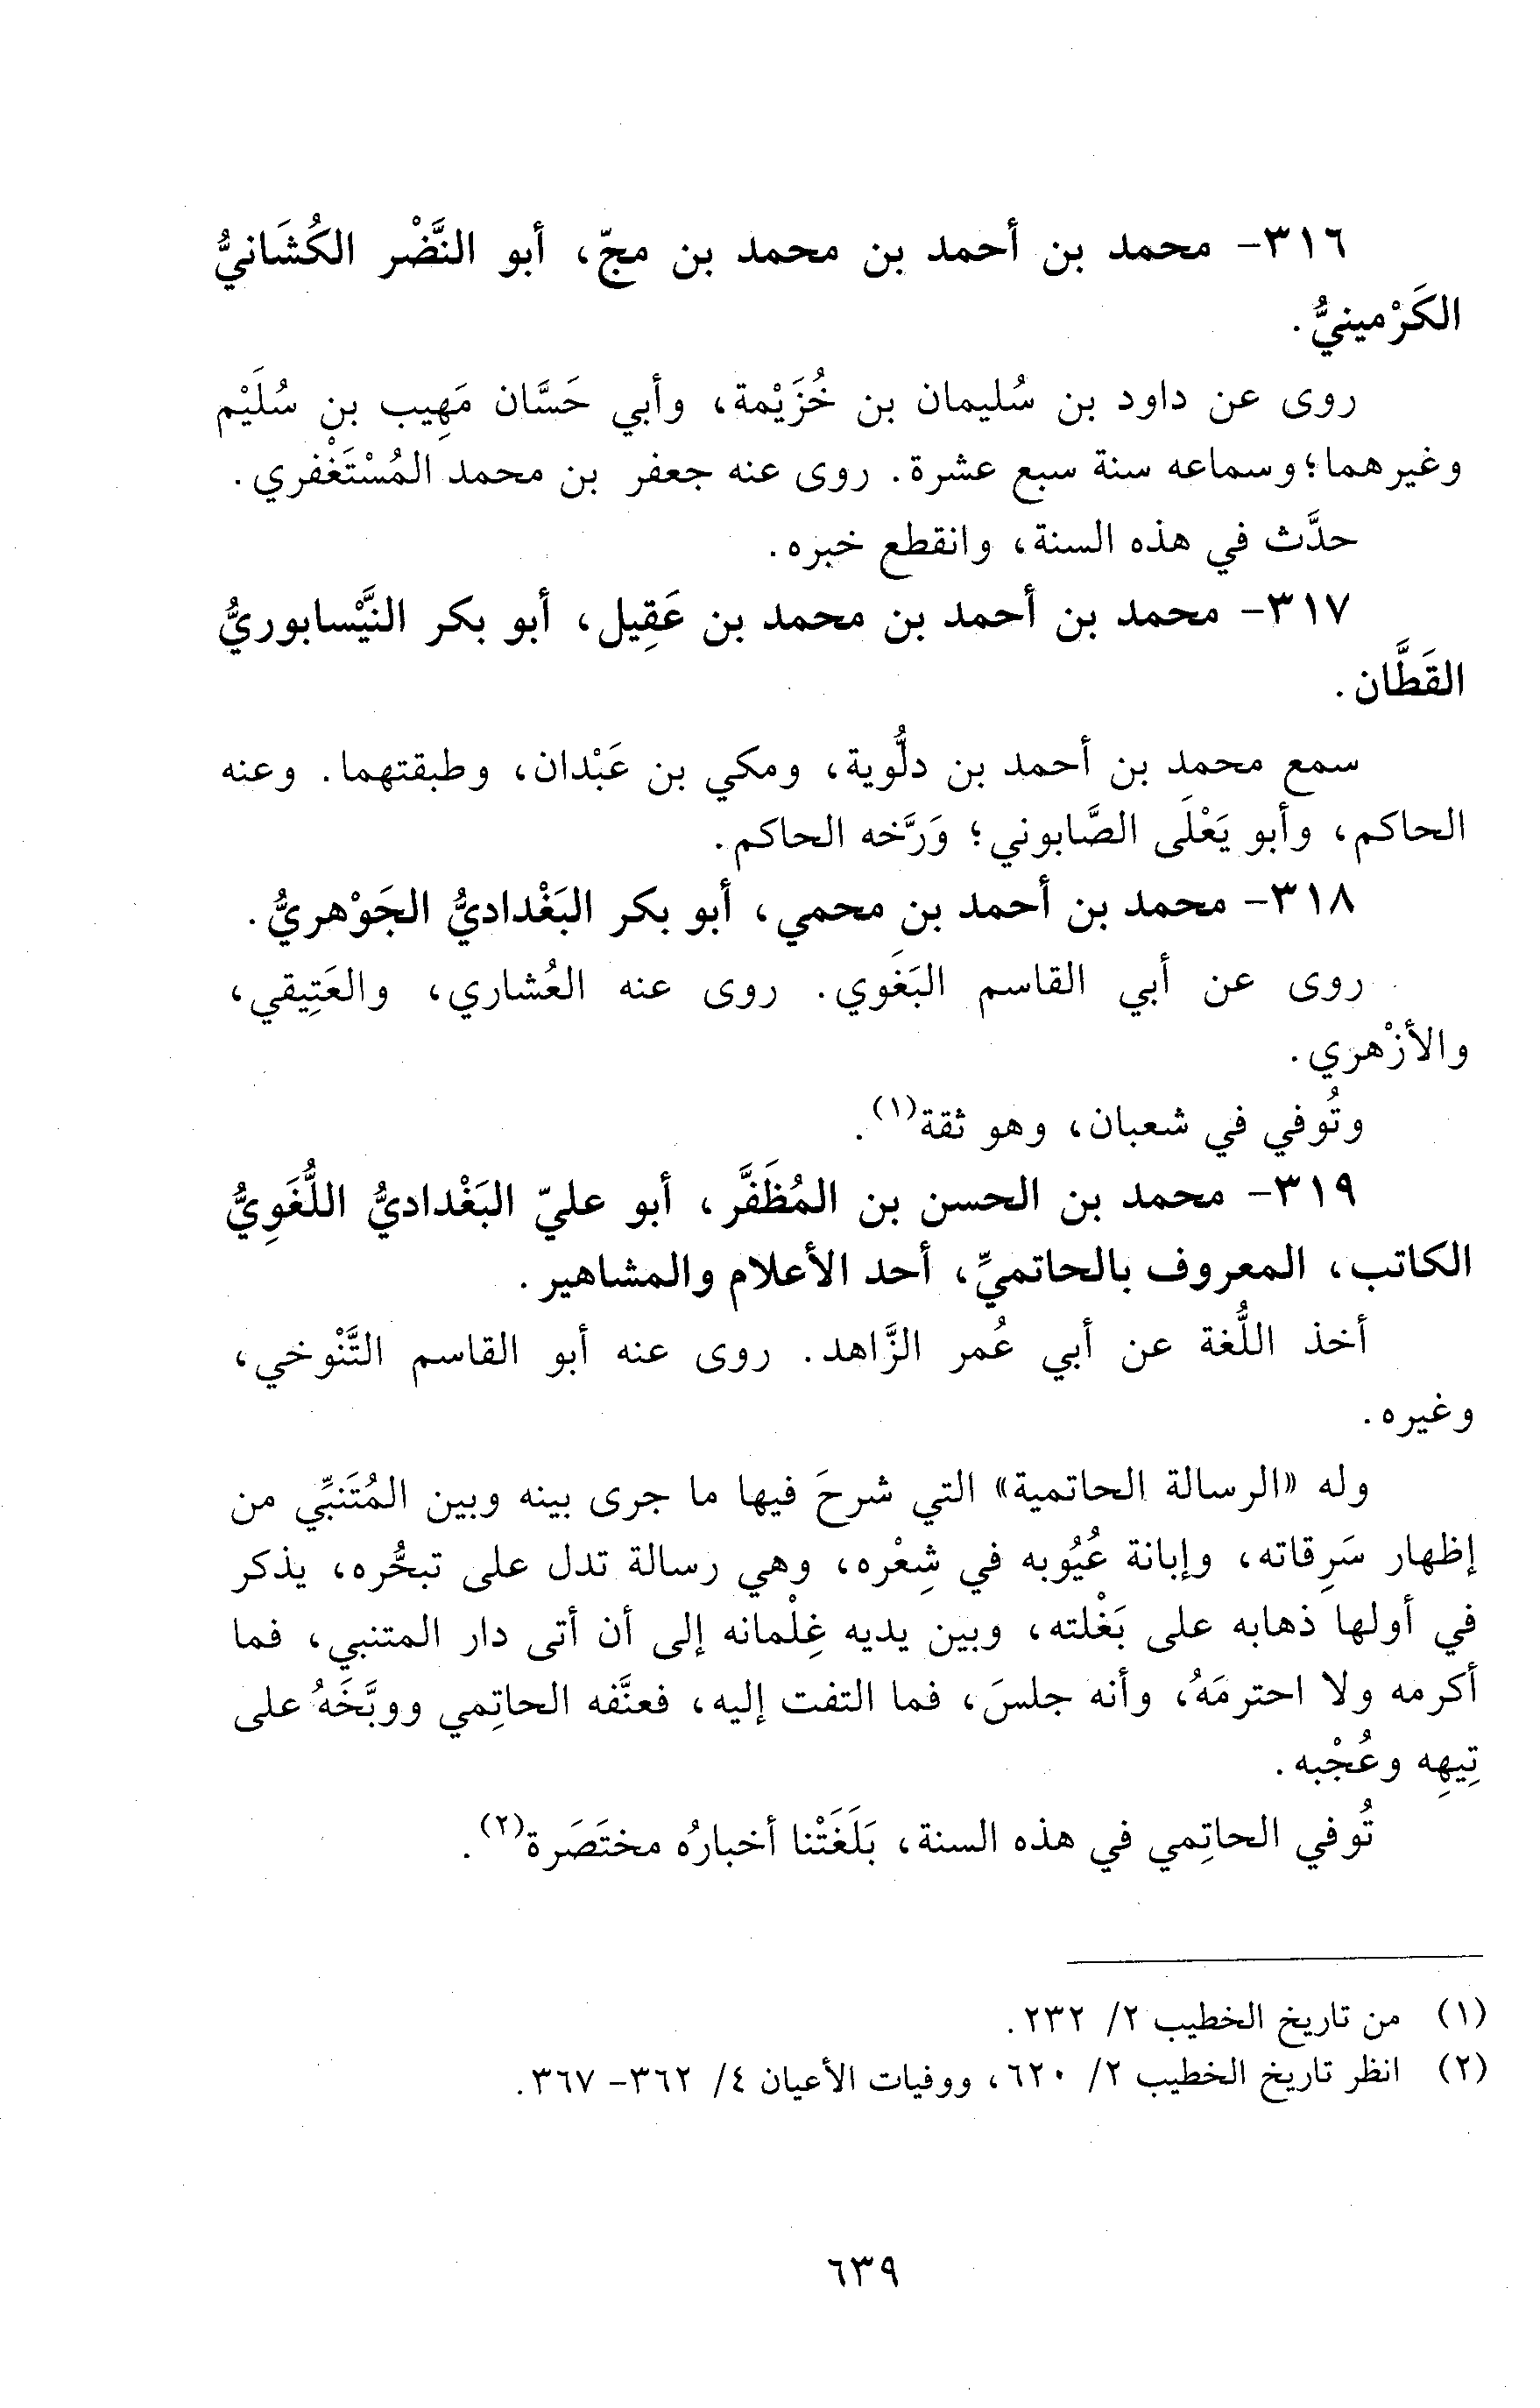 ٣١٦- محمد بن أحمد بن محمد بن محمد بن مجّ، أبو النَّضْر الكُشَانيُّ
الكَرْمينيُّ.
روى عن داود بن سُليمان بن خُزَيْمة، وأبي حَسَّان مَهِيب بن سُلَيْم
وغيرهما؛ وسماعه سنة سبع عشرة. روى عنه جعفر بن محمد المُسْتَغْفري.
حدَّث في هذه السنة، وانقطع خبره.
٣١٧- محمد بن أحمد بن محمد بن عَقِيل، أبو بكر النَّيْسابوريُّ
القَطَّان.
سمع محمد بن أحمد بن دلُّوية، ومكي بن عَبْدان، وطبقتهما. وعنه
الحاكم، وأبو يَعْلَى الصَّابوني؛ وَرَّخه الحاكم.
٣١٨- محمد بن أحمد بن محمي، أبو بكر البَغْداديُّ الجَوْهريُّ.
روى عن أبي القاسم البَغَوي. روى عنه العُشاري، والعَتِيقي،
والأزْهري.
وتُوفي في شعبان، وهو ثقة(١).
٣١٩- محمد بن الحسن بن المُظَفَّر، أبو عليّ البَغْداديُّ اللُّغَوِيُّ
الكاتب، المعروف بالحاتميِّ، أحد الأعلام والمشاهير.
أخذ اللُّغة عن أبي عُمر الزَّاهد. روى عنه أبو القاسم التَّنْوخي،
وغيره.
وله «الرسالة الحاتمية» التي شرحَ فيها ما جرى بينه وبين المُتَنبِّي من
إظهار سَرِقاته، وإبانة عُيُوبه في شِعْره، وهي رسالة تدل على تبحُّره، يذكر
في أولها ذهابه على بَغْلته، وبين يديه غِلْمانه إلى أن أتى دار المتنبي، فما
أكرمه ولا احترمَهُ، وأنه جلسَ، فما التفت إليه، فعنَّفه الحاتِمي ووبَّخَهُ على
تِيهِه وعُجْبه.
تُوفي الحاتِمي في هذه السنة، بَلَغَتْنا أخبارُه مختَصَرة(٢).
(١) من تاريخ الخطيب ٢/ ٢٣٢.
(٢) انظر تاريخ الخطيب ٢/ ٦٢٠، ووفيات الأعيان ٤/ ٣٦٢- ٣٦٧.
٦٣٩